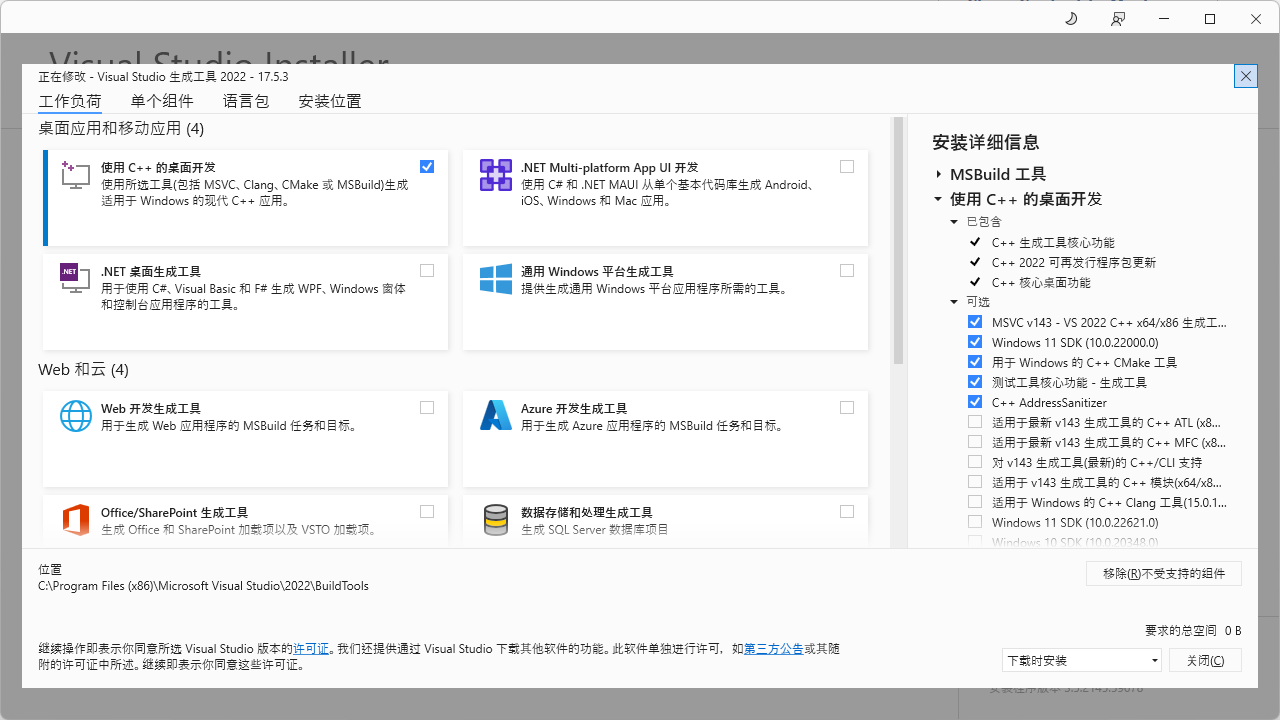 Visual Studio Installer
正在修改 - Visual Studio 生成工具 2022 - 17.5.3
工作负荷 单个组件 语言包 安装位置
桌面应用和移动应用 (4)
使用 C++ 的桌面开发
使用所选工具(包括 MSVC、Clang、CMake 或 MSBuild)生成
适用于 Windows 的现代 C++ 应用。
.NET Multi-platform App UI 开发
使用 C# 和 .NET MAUI 从单个基本代码库生成 Android、
iOS、Windows 和 Mac 应用。
.NET 桌面生成工具
用于使用 C#、Visual Basic 和 F# 生成 WPF、Windows 窗体
和控制台应用程序的工具。
通用 Windows 平台生成工具
提供生成通用 Windows 平台应用程序所需的工具。
Web 和云 (4)
Web 开发生成工具
用于生成 Web 应用程序的 MSBuild 任务和目标。
Azure 开发生成工具
用于生成 Azure 应用程序的 MSBuild 任务和目标。
Office/SharePoint 生成工具
生成 Office 和 SharePoint 加载项以及 VSTO 加载项。
数据存储和处理生成工具
生成 SQL Server 数据库项目
安装详细信息
MSBuild 工具
使用 C++ 的桌面开发
已包含
C++ 生成工具核心功能
C++ 2022 可再发行程序包更新
C++ 核心桌面功能
可选
MSVC v143 - VS 2022 C++ x64/x86 生成工...
Windows 11 SDK (10.0.22000.0)
用于 Windows 的 C++ CMake 工具
测试工具核心功能 - 生成工具
C++ AddressSanitizer
适用于最新 v143 生成工具的 C++ ATL (x8...
适用于最新 v143 生成工具的 C++ MFC (x8...
对 v143 生成工具(最新)的 C++/CLI 支持
适用于 v143 生成工具的 C++ 模块(x64/x8...
适用于 Windows 的 C++ Clang 工具(15.0.1...
Windows 11 SDK (10.0.22621.0)
Windows 10 SDK (10.0.20348.0)
位置
C:\Program Files (x86)\Microsoft Visual Studio\2022\BuildTools
移除(R)不受支持的组件
要求的总空间 0 B
继续操作即表示你同意所选 Visual Studio 版本的许可证。我们还提供通过 Visual Studio 下载其他软件的功能。此软件单独进行许可，如第三方公告或其随
附的许可证中所述。继续即表示你同意这些许可证。
下载时安装
关闭(C)